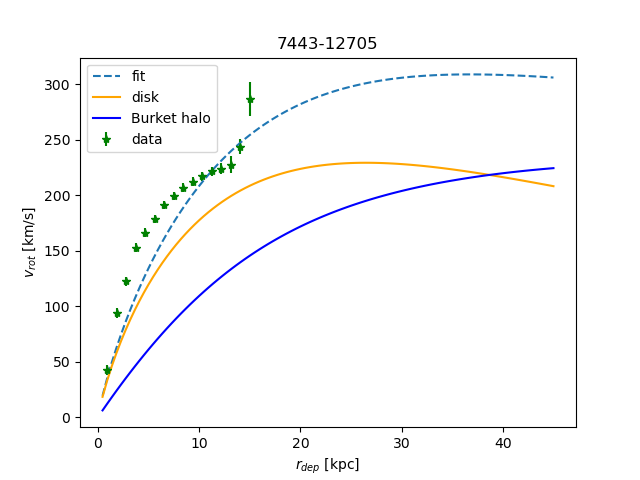 7443-12705
fit
disk
Burket halo
data
300
250
200
150
100
50
0
v_rot [km/s]
0 10 20 30 40
r_dep [kpc]